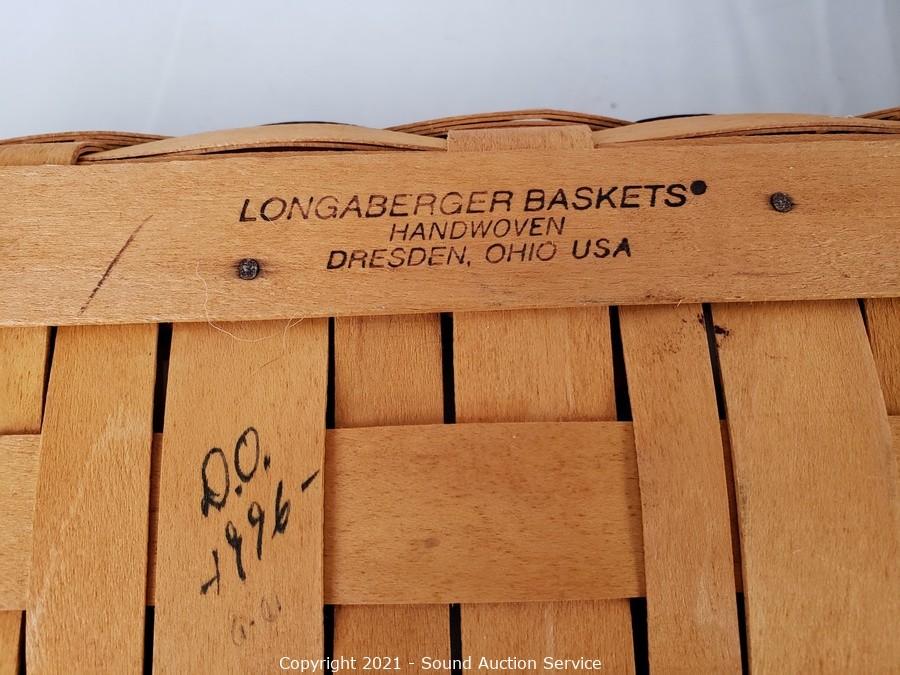 LONGABERGER BASKETS®
HANDWOVEN
DRESDEN, OHIO USA
D.O.
-1996-
Copyright 2021 - Sound Auction Service